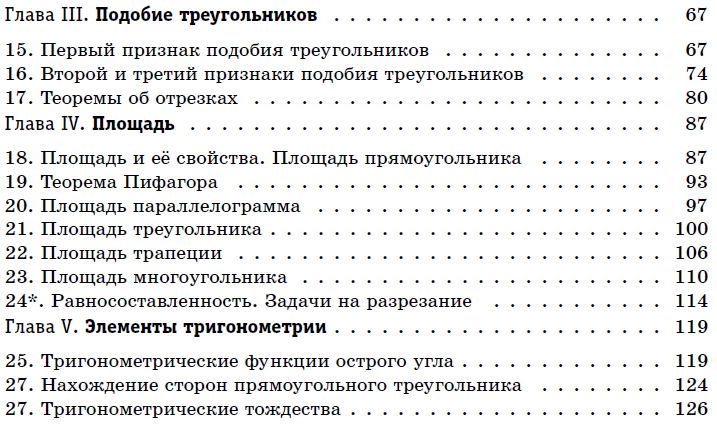 Глава III. Подобие треугольников . . . . . . . . . . . . . . . . . . . . . 67
15. Первый признак подобия треугольников . . . . . . . . . . . . . . 67
16. Второй и третий признаки подобия треугольников . . . . . . . . 74
17. Теоремы об отрезках . . . . . . . . . . . . . . . . . . . . . . . . . . 80
Глава IV. Площадь . . . . . . . . . . . . . . . . . . . . . . . . . . . . . . 87
18. Площадь и её свойства. Площадь прямоугольника . . . . . . . . 87
19. Теорема Пифагора . . . . . . . . . . . . . . . . . . . . . . . . . . . 93
20. Площадь параллелограмма . . . . . . . . . . . . . . . . . . . . . . 97
21. Площадь треугольника . . . . . . . . . . . . . . . . . . . . . . . . . 100
22. Площадь трапеции . . . . . . . . . . . . . . . . . . . . . . . . . . . 106
23. Площадь многоугольника . . . . . . . . . . . . . . . . . . . . . . . 110
24*. Равносоставленность. Задачи на разрезание . . . . . . . . . . . 114
Глава V. Элементы тригонометрии . . . . . . . . . . . . . . . . . . . . . 119
25. Тригонометрические функции острого угла . . . . . . . . . . . . . 119
27. Нахождение сторон прямоугольного треугольника . . . . . . . . 124
27. Тригонометрические тождества . . . . . . . . . . . . . . . . . . . . 126